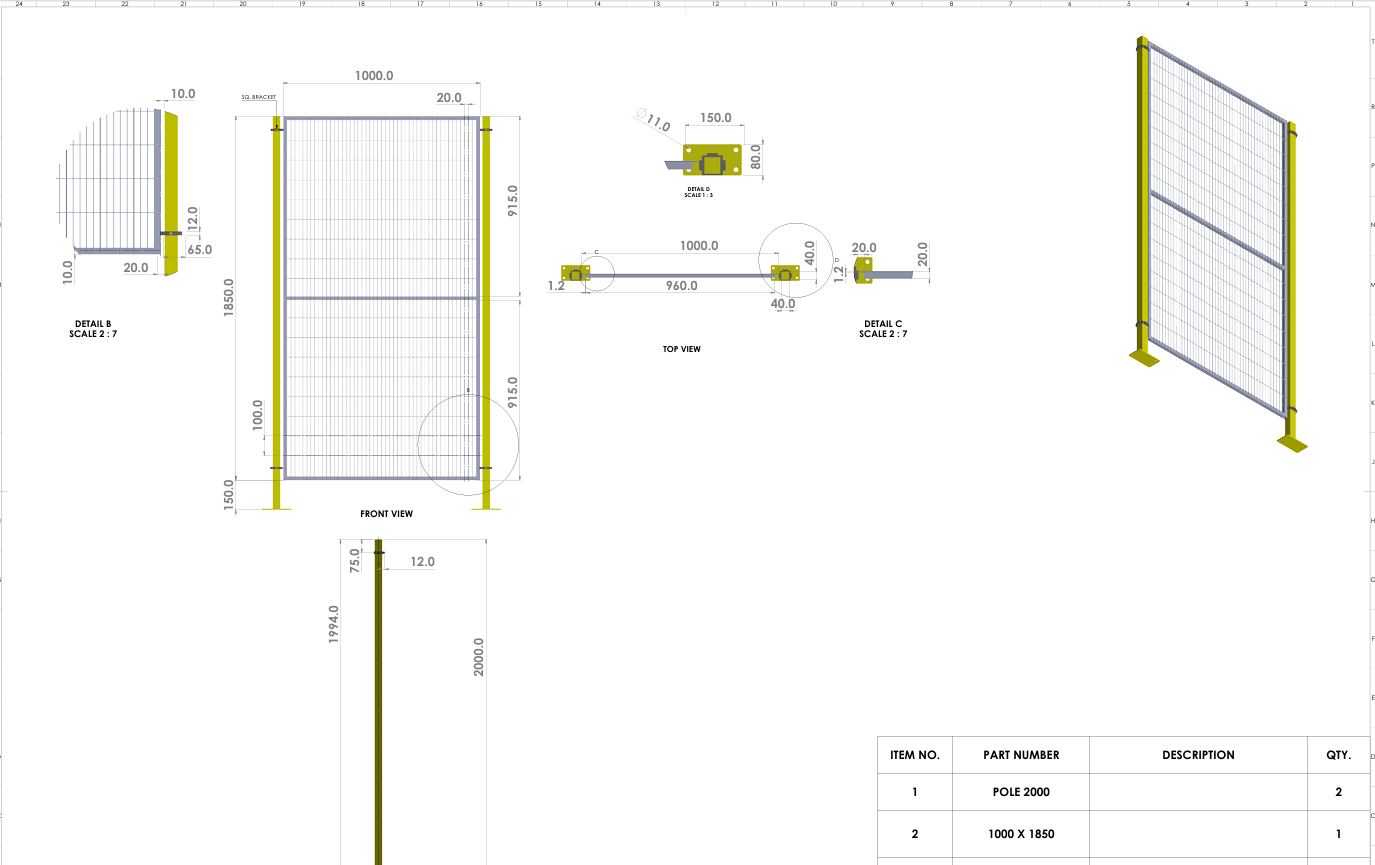 24 23 22 21 20 19 18 17 16 15 14 13 12 11 10 9 8 7 6 5 4 3 2 1
10.0
12.0
65.0
20.0
10.0
DETAIL B
SCALE 2 : 7
1000.0
SQ. BRACKET
20.0
915.0
1850.0
915.0
100.0
B
150.0
FRONT VIEW
75.0
12.0
1994.0
2000.0
∅ 11.0
150.0
80.0
DETAIL D
SCALE 1 : 3
1000.0
C
D
40.0
1.2
960.0
40.0
TOP VIEW
20.0
1.2
20.0
DETAIL C
SCALE 2 : 7
T
R
P
N
M
L
K
J
H
G
F
E
D
C
ITEM NO. PART NUMBER DESCRIPTION QTY.
1 POLE 2000 2
2 1000 X 1850 1